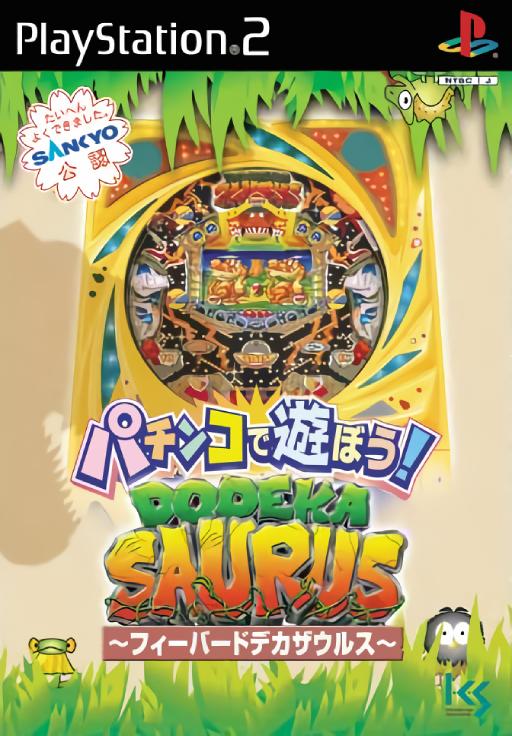 PlayStation.2
NTSC J
たいへん
よくできました。
SANKYO
公認
SAURUS
パチンコで遊ぼう!
DODEKA
SAURUS
～フィーバードデカザウルス～
IKS